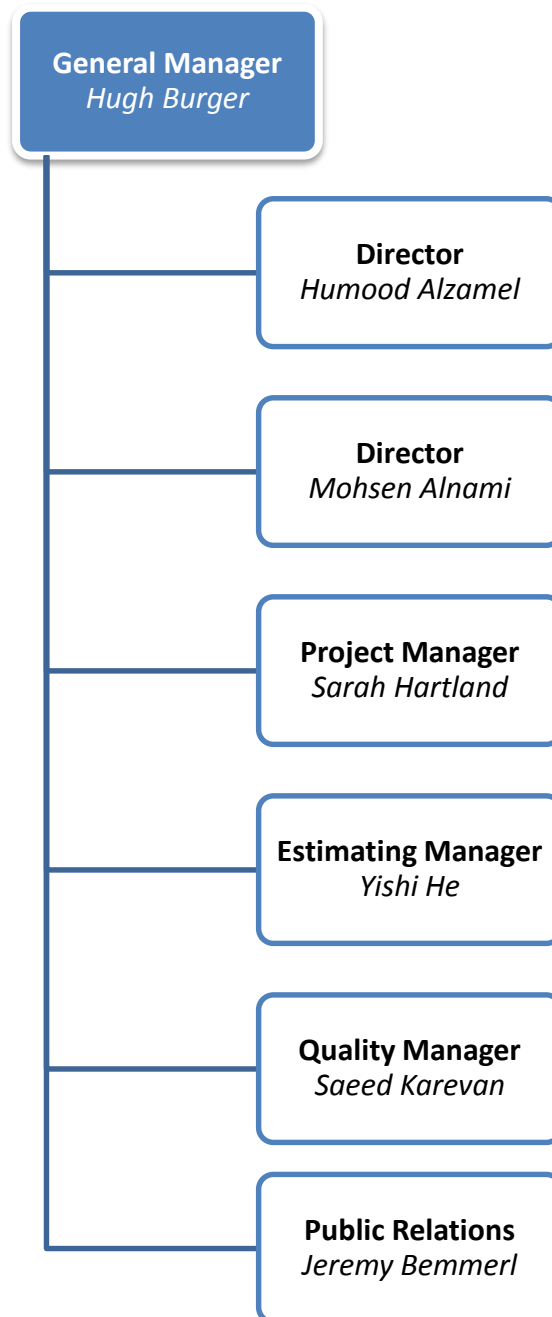 General Manager
Hugh Burger
Director
Humood Alzamel
Director
Mohsen Alnami
Project Manager
Sarah Hartland
Estimating Manager
Yishi He
Quality Manager
Saeed Karevan
Public Relations
Jeremy Bemmerl